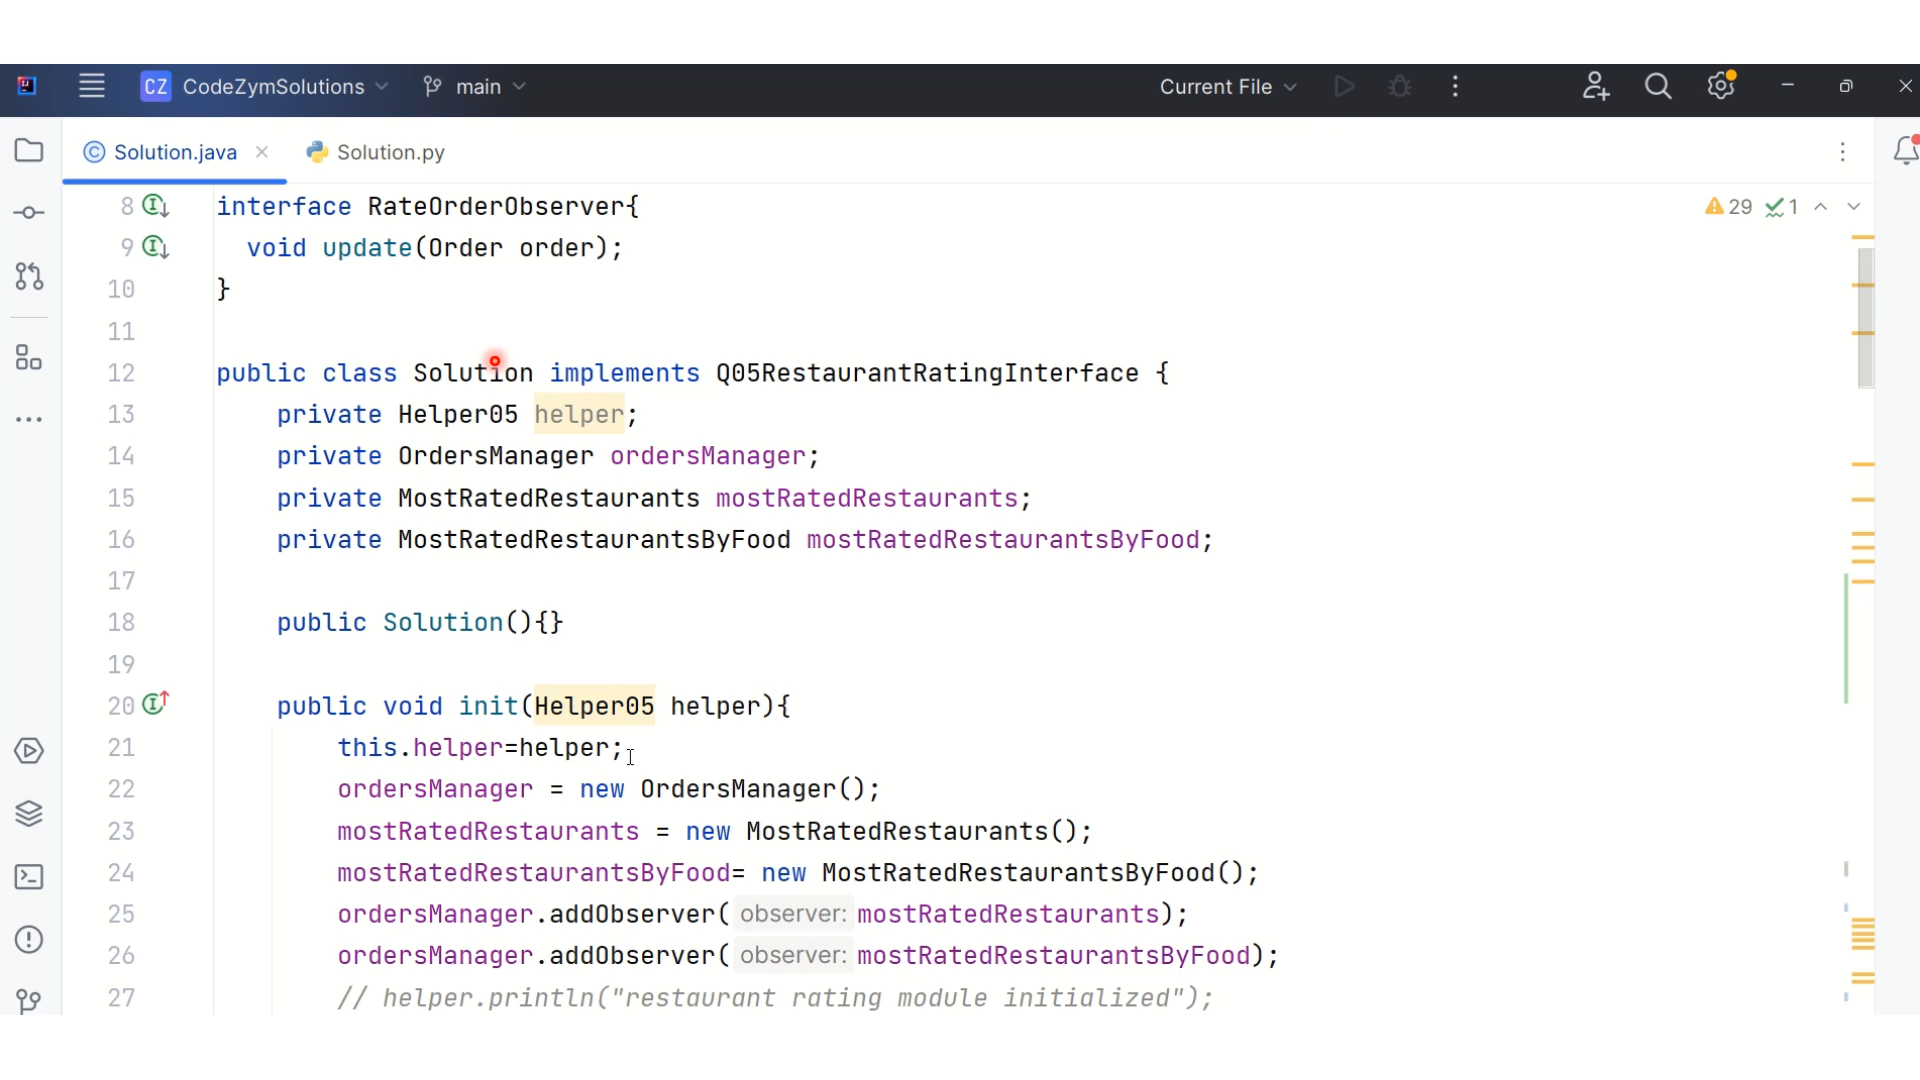 CZ CodeZymSolutions main Current File
Solution.java Solution.py
8 interface RateOrderObserver{ 29 1
9 void update(Order order);
10 }
11
12 public class Solution implements Q05RestaurantRatingInterface {
13 private Helper05 helper;
14 private OrdersManager ordersManager;
15 private MostRatedRestaurants mostRatedRestaurants;
16 private MostRatedRestaurantsByFood mostRatedRestaurantsByFood;
17
18 public Solution(){}
19
20 public void init(Helper05 helper){
21 this.helper=helper;
22 ordersManager = new OrdersManager();
23 mostRatedRestaurants = new MostRatedRestaurants();
24 mostRatedRestaurantsByFood= new MostRatedRestaurantsByFood();
25 ordersManager.addObserver( observer: mostRatedRestaurants);
26 ordersManager.addObserver( observer: mostRatedRestaurantsByFood);
27 // helper.println("restaurant rating module initialized");